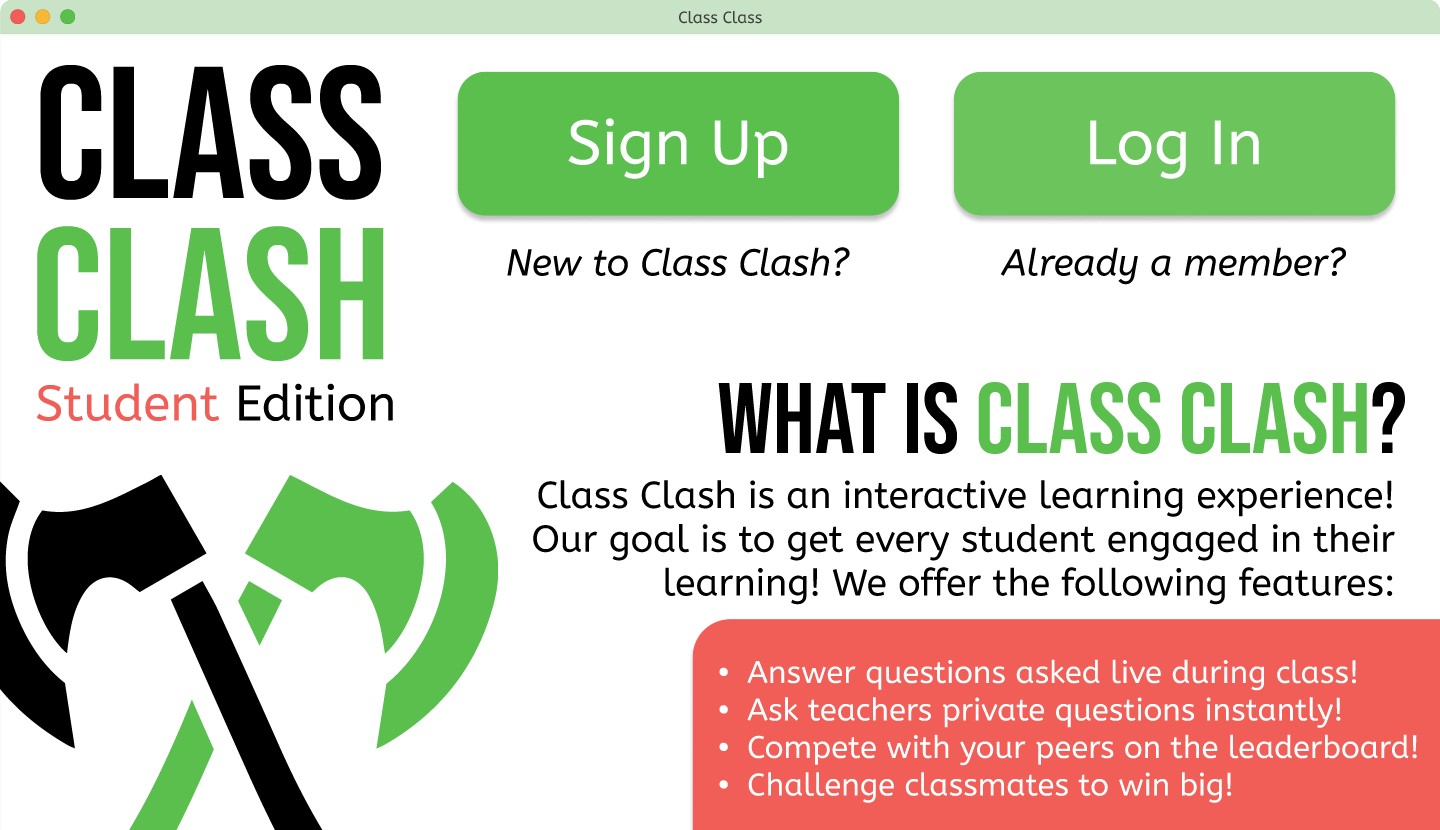 Class Class
CLASS
CLASH
Student Edition
Sign Up
New to Class Clash?
Log In
Already a member?
WHAT IS CLASS CLASH?
Class Clash is an interactive learning experience!
Our goal is to get every student engaged in their
learning! We offer the following features:
• Answer questions asked live during class!
• Ask teachers private questions instantly!
• Compete with your peers on the leaderboard!
• Challenge classmates to win big!